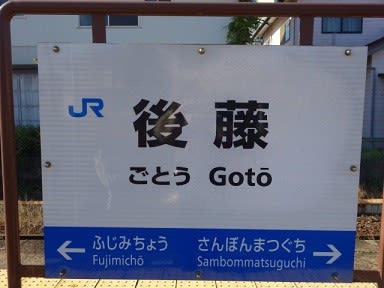 JR
後藤
ごとう Gotō
← ふじみちょう さんぼんまつぐち →
Fujimichō Sambommatsuguchi